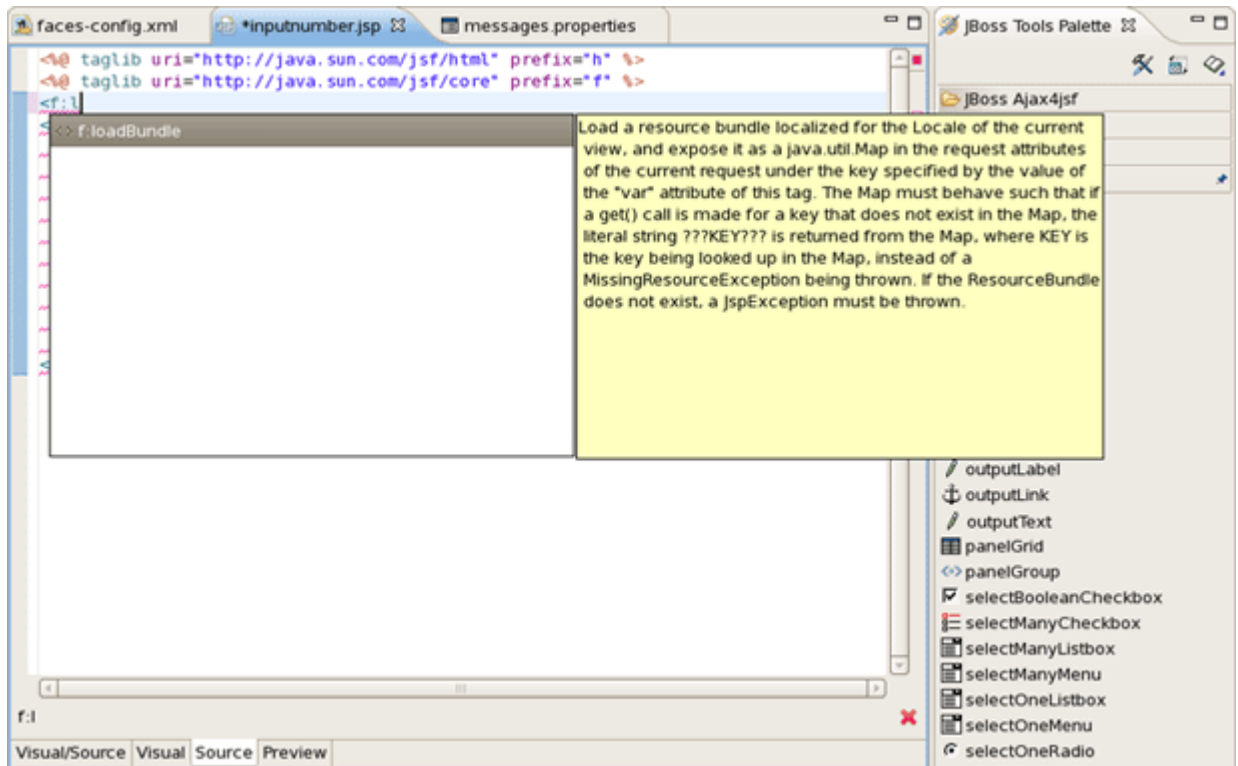 faces-config.xml
*inputnumber.jsp
messages.properties
JBoss Tools Palette
<%@ taglib uri="http://java.sun.com/jsf/html" prefix="h" %>
<%@ taglib uri="http://java.sun.com/jsf/core" prefix="f" %>
<f:l
JBoss Ajax4jsf
f:loadBundle
Load a resource bundle localized for the Locale of the current
view, and expose it as a java.util.Map in the request attributes
of the current request under the key specified by the value of
the "var" attribute of this tag. The Map must behave such that if
a get() call is made for a key that does not exist in the Map, the
literal string ???KEY??? is returned from the Map, where KEY is
the key being looked up in the Map, instead of a
MissingResourceException being thrown. If the ResourceBundle
does not exist, a JspException must be thrown.
outputLabel
outputLink
outputText
panelGrid
panelGroup
selectBooleanCheckbox
selectManyCheckbox
selectManyListbox
selectManyMenu
selectOneListbox
selectOneMenu
selectOneRadio
f:l
Visual/Source Visual Source Preview